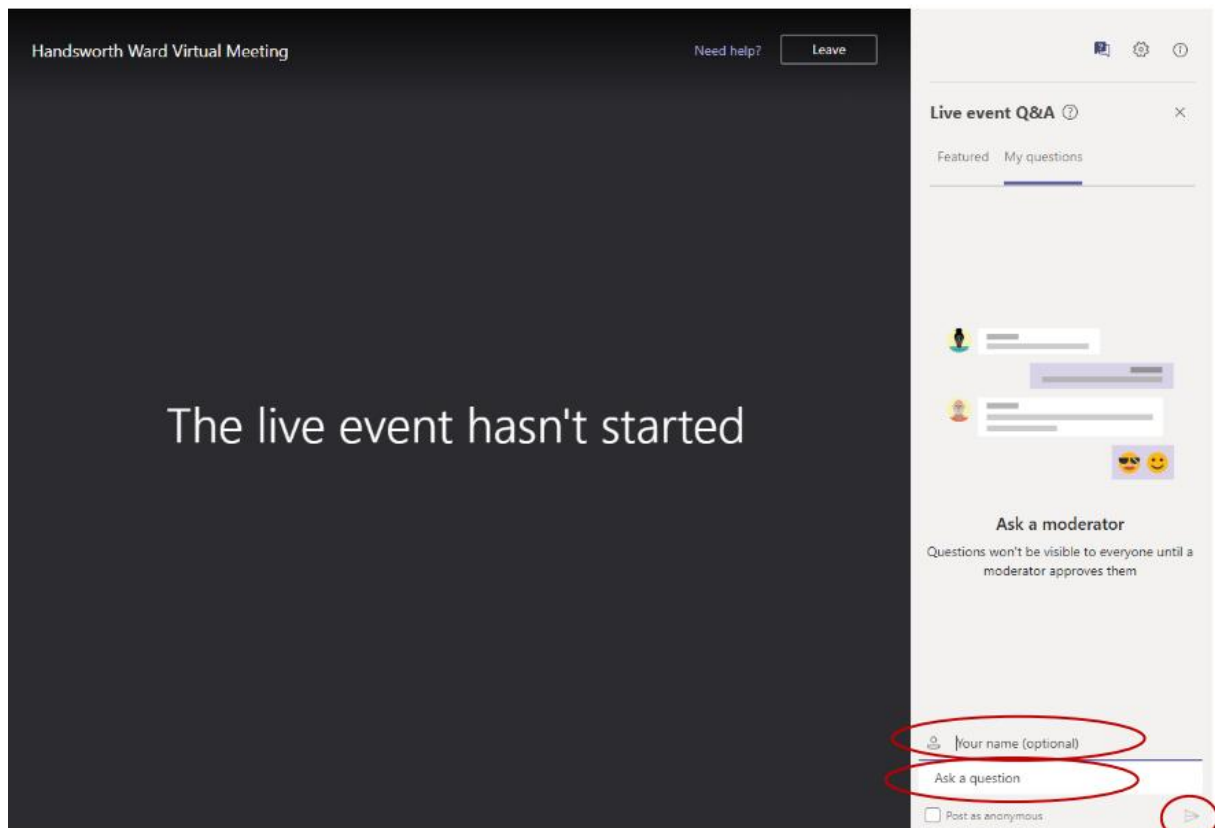 Handsworth Ward Virtual Meeting
Need help?
Leave
The live event hasn't started
Live event Q&A
Featured My questions
Ask a moderator
Questions won't be visible to everyone until a
moderator approves them
Your name (optional)
Ask a question
Post as anonymous